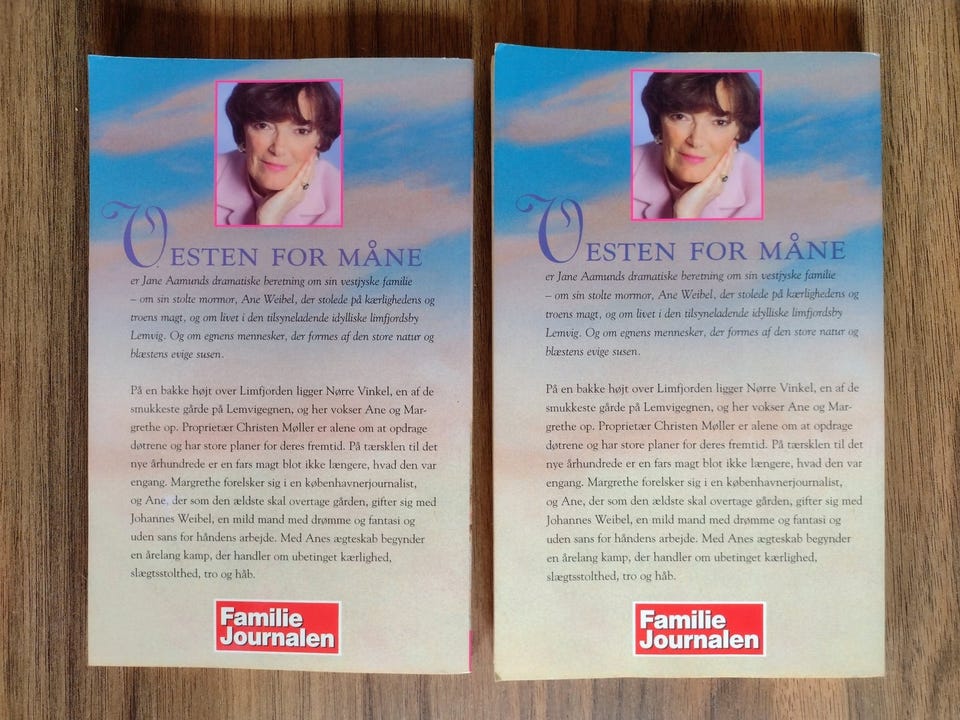 VESTEN FOR MÅNE
er Jane Aamunds dramatiske beretning om sin vestjyske familie
– om sin stolte mormor, Ane Weibel, der stolede på kærlighedens og
troens magt, og om livet i den tilsyneladende idylliske limfjordsby
Lemvig. Og om egnens mennesker, der formes af den store natur og
blæstens evige susen.
På en bakke højt over Limfjorden ligger Nørre Vinkel, en af de
smukkeste gårde på Lemvigegnen, og her vokser Ane og Mar-
grethe op. Proprietær Christen Møller er alene om at opdrage
døtrene og har store planer for deres fremtid. På tærsklen til det
nye århundrede er en fars magt blot ikke længere, hvad den var
engang. Margrethe forelsker sig i en københavnerjournalist,
og Ane, der som den ældste skal overtage gården, gifter sig med
Johannes Weibel, en mild mand med drømme og fantasi og
uden sans for håndens arbejde. Med Anes ægteskab begynder
en årelang kamp, der handler om ubetinget kærlighed,
slægtsstolthed, tro og håb.
Familie
Journalen
VESTEN FOR MÅNE
er Jane Aamunds dramatiske beretning om sin vestjyske familie
– om sin stolte mormor, Ane Weibel, der stolede på kærlighedens og
troens magt, og om livet i den tilsyneladende idylliske limfjordsby
Lemvig. Og om egnens mennesker, der formes af den store natur og
blæstens evige susen.
På en bakke højt over Limfjorden ligger Nørre Vinkel, en af de
smukkeste gårde på Lemvigegnen, og her vokser Ane og Mar-
grethe op. Proprietær Christen Møller er alene om at opdrage
døtrene og har store planer for deres fremtid. På tærsklen til det
nye århundrede er en fars magt blot ikke længere, hvad den var
engang. Margrethe forelsker sig i en københavnerjournalist,
og Ane, der som den ældste skal overtage gården, gifter sig med
Johannes Weibel, en mild mand med drømme og fantasi og
uden sans for håndens arbejde. Med Anes ægteskab begynder
en årelang kamp, der handler om ubetinget kærlighed,
slægtsstolthed, tro og håb.
Familie
Journalen